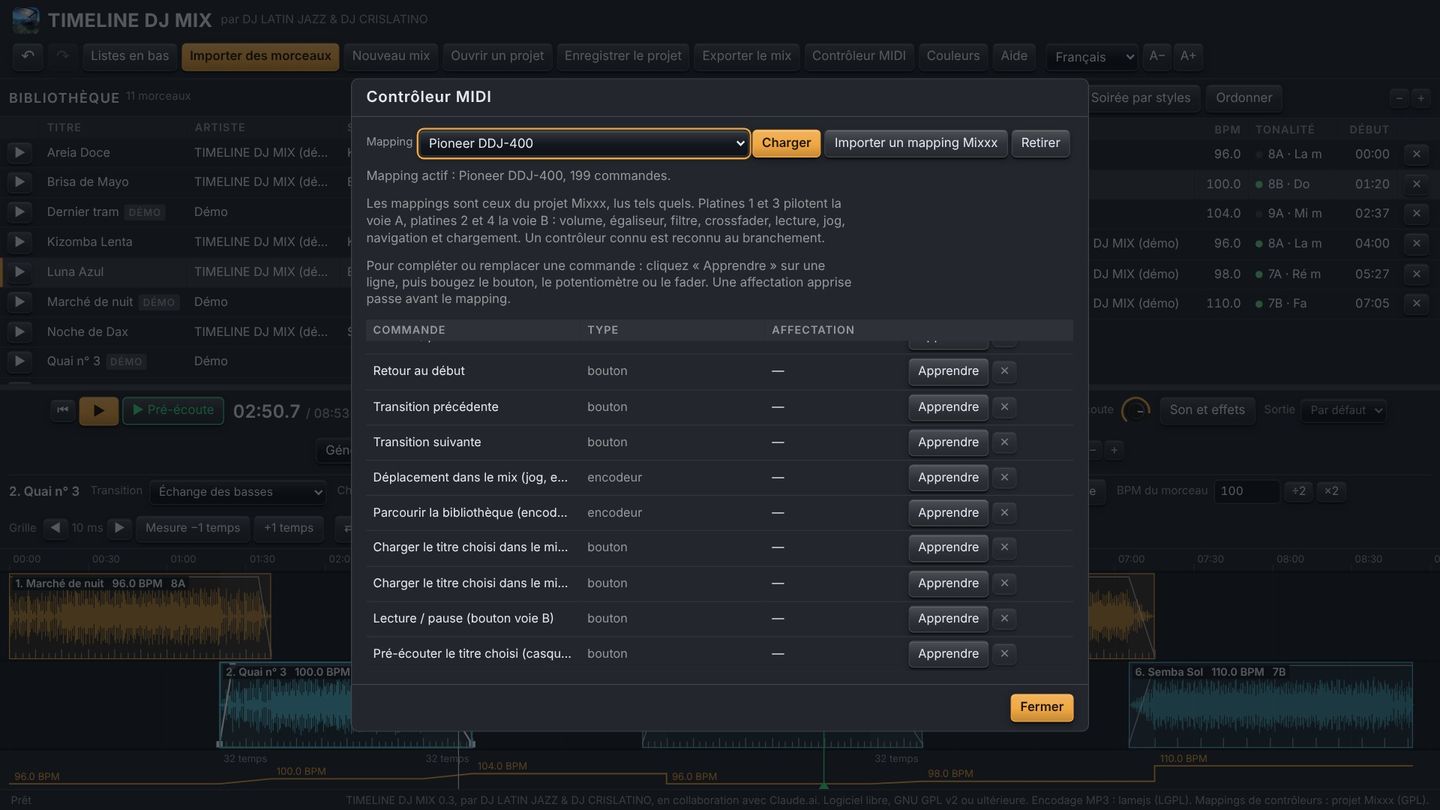 TIMELINE DJ MIX par DJ LATIN JAZZ & DJ CRISLATINO
Listes en bas Importer des morceaux Nouveau mix Ouvrir un projet Enregistrer le projet Exporter le mix Contrôleur MIDI Couleurs Aide Français A− A+
BIBLIOTHÈQUE 11 morceaux
Soirée par styles Ordonner − +
TITRE ARTISTE
BPM TONALITÉ DÉBUT
Areia Doce TIMELINE DJ MIX (dé...
96.0 8A · La m 00:00 ✕
Brisa de Mayo TIMELINE DJ MIX (dé...
100.0 8B · Do 01:20 ✕
Dernier tram DÉMO Démo
104.0 9A · Mi m 02:37 ✕
Kizomba Lenta TIMELINE DJ MIX (dé...
DJ MIX (démo) 96.0 8A · La m 04:00 ✕
Luna Azul TIMELINE DJ MIX (dé...
DJ MIX (démo) 98.0 7A · Ré m 05:27 ✕
Marché de nuit DÉMO Démo
DJ MIX (démo) 110.0 7B · Fa 07:05 ✕
Noche de Dax TIMELINE DJ MIX (dé...
Quai n° 3 DÉMO Démo
Contrôleur MIDI
Mapping Pioneer DDJ-400 Charger Importer un mapping Mixxx Retirer
Mapping actif : Pioneer DDJ-400, 199 commandes.
Les mappings sont ceux du projet Mixxx, lus tels quels. Platines 1 et 3 pilotent la
voie A, platines 2 et 4 la voie B : volume, égaliseur, filtre, crossfader, lecture, jog,
navigation et chargement. Un contrôleur connu est reconnu au branchement.
Pour compléter ou remplacer une commande : cliquez « Apprendre » sur une
ligne, puis bougez le bouton, le potentiomètre ou le fader. Une affectation apprise
passe avant le mapping.
COMMANDE TYPE AFFECTATION
Retour au début bouton — Apprendre ✕
Transition précédente bouton — Apprendre ✕
Transition suivante bouton — Apprendre ✕
Déplacement dans le mix (jog, e... encodeur — Apprendre ✕
Parcourir la bibliothèque (encod... encodeur — Apprendre ✕
Charger le titre choisi dans le mi... bouton — Apprendre ✕
Charger le titre choisi dans le mi... bouton — Apprendre ✕
Lecture / pause (bouton voie B) bouton — Apprendre ✕
Pré-écouter le titre choisi (casqu... bouton — Apprendre ✕
Fermer
Pré-écoute 02:50.7 / 08:53
Son et effets Sortie Par défaut
2. Quai n° 3 Transition Échange des basses
BPM du morceau 100 ÷2 ×2
Grille ◀ 10 ms ▶ Mesure −1 temps +1 temps
00:00 00:30 01:00 01:30 07:00 07:30 08:00 08:30
1. Marché de nuit 96.0 BPM 8A
2. Quai n° 3 100.0 BPM
6. Semba Sol 110.0 BPM 7B
32 temps 32 temps 32 temps
96.0 BPM 100.0 BPM 104.0 BPM 96.0 BPM 98.0 BPM 110.0 BPM
Prêt
TIMELINE DJ MIX 0.3, par DJ LATIN JAZZ & DJ CRISLATINO, en collaboration avec Claude.ai. Logiciel libre, GNU GPL v2 ou ultérieure. Encodage MP3 : lamejs (LGPL). Mappings de contrôleurs : projet Mixxx (GPL).